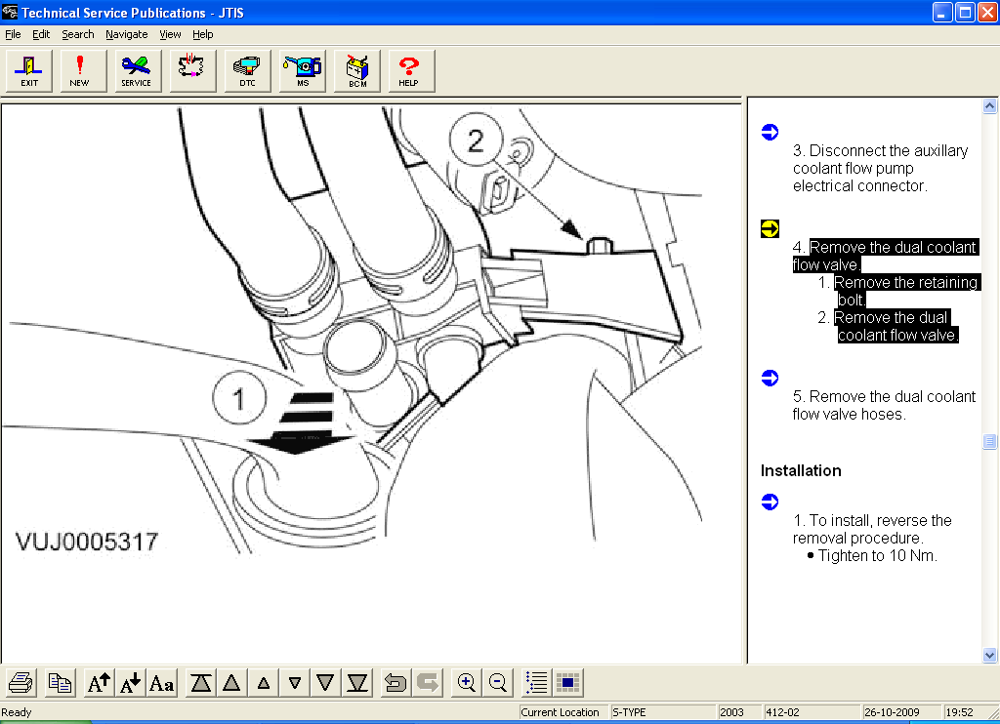 Technical Service Publications - JTIS
File Edit Search Navigate View Help
EXIT NEW SERVICE DTC MS BCM HELP
2
1
VUJ0005317
3. Disconnect the auxillary
coolant flow pump
electrical connector.
4. Remove the dual coolant
flow valve.
1. Remove the retaining
bolt.
2. Remove the dual
coolant flow valve.
5. Remove the dual coolant
flow valve hoses.
Installation
1. To install, reverse the
removal procedure.
• Tighten to 10 Nm.
A A Aa
Ready Current Location S-TYPE 2003 412-02 26-10-2009 19:52